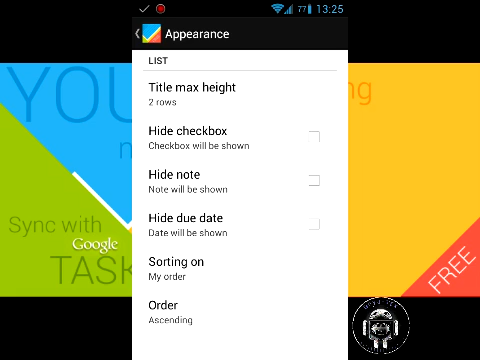 77
13:25
Appearance
LIST
Title max height
2 rows
Hide checkbox
Checkbox will be shown
Hide note
Note will be shown
Hide due date
Date will be shown
Sorting on
My order
Order
Ascending
YOU
Sync with
Google
TASK
FREE